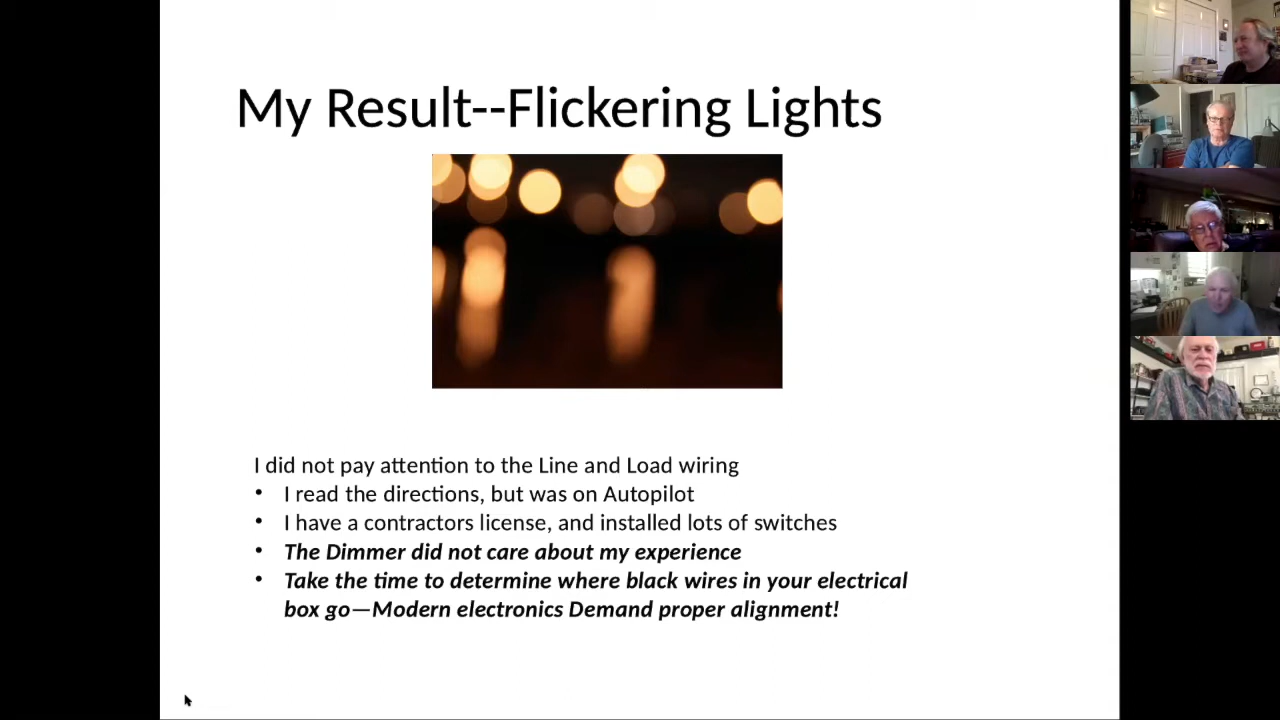 My Result--Flickering Lights
I did not pay attention to the Line and Load wiring
• I read the directions, but was on Autopilot
• I have a contractors license, and installed lots of switches
• The Dimmer did not care about my experience
• Take the time to determine where black wires in your electrical
box go—Modern electronics Demand proper alignment!